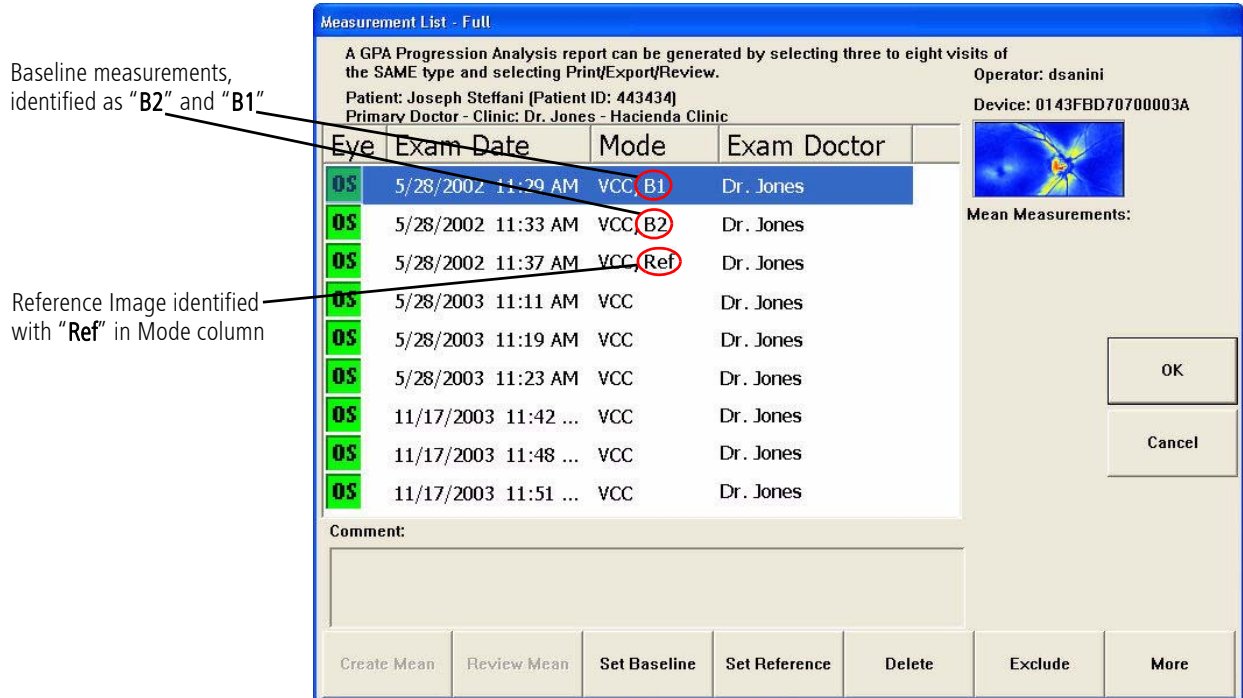 Measurement List - Full
A GPA Progression Analysis report can be generated by selecting three to eight visits of
the SAME type and selecting Print/Export/Review.
Patient: Joseph Steffani (Patient ID: 443434)
Primary Doctor - Clinic: Dr. Jones - Hacienda Clinic
Operator: dsanini
Device: 0143FBD70700003A
Mean Measurements:
Baseline measurements,
identified as “B2” and “B1”
Reference Image identified
with “Ref” in Mode column
Eye Exam Date Mode Exam Doctor
OS 5/28/2002 11:29 AM VCC, B1 Dr. Jones
OS 5/28/2002 11:33 AM VCC, B2 Dr. Jones
OS 5/28/2002 11:37 AM VCC, Ref Dr. Jones
OS 5/28/2003 11:11 AM VCC Dr. Jones
OS 5/28/2003 11:19 AM VCC Dr. Jones
OS 5/28/2003 11:23 AM VCC Dr. Jones
OS 11/17/2003 11:42 ... VCC Dr. Jones
OS 11/17/2003 11:48 ... VCC Dr. Jones
OS 11/17/2003 11:51 ... VCC Dr. Jones
OK
Cancel
Comment:
Create Mean Review Mean Set Baseline Set Reference Delete Exclude More